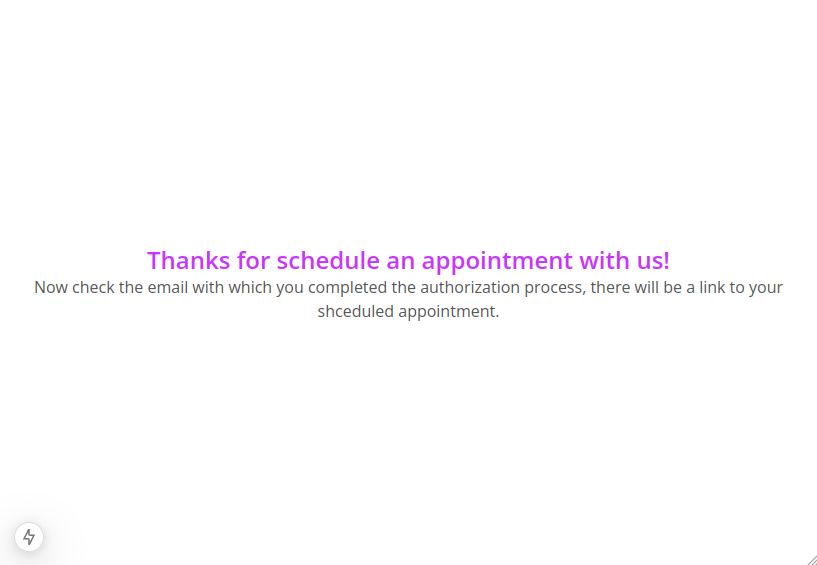 Thanks for schedule an appointment with us!
Now check the email with which you completed the authorization process, there will be a link to your
shceduled appointment.